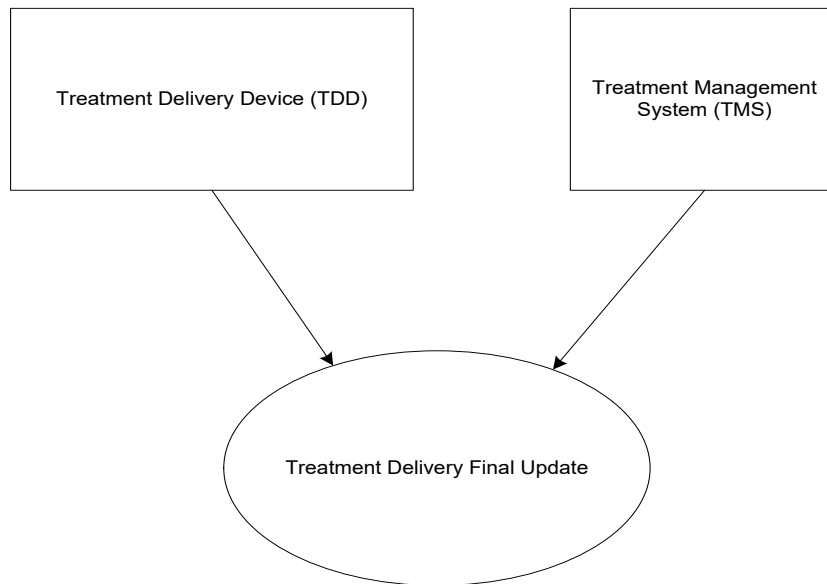 Treatment Delivery Device (TDD)
Treatment Management
System (TMS)
Treatment Delivery Final Update